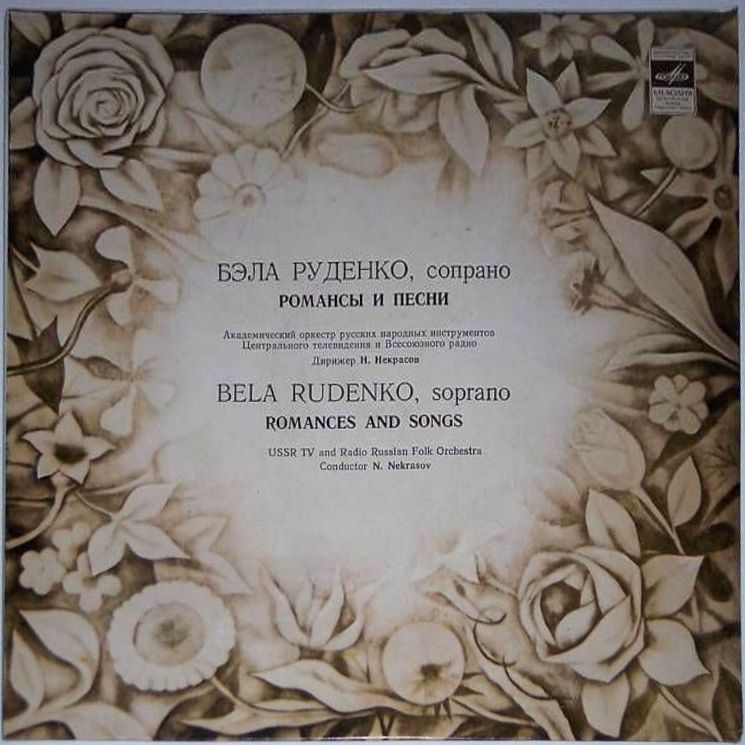 МЕЛОДИЯ
БЭЛА РУДЕНКО, сопрано
РОМАНСЫ И ПЕСНИ
Академический оркестр русских народных инструментов
Центрального телевидения и Всесоюзного радио
Дирижер Н. Некрасов
BELA RUDENKO, soprano
ROMANCES AND SONGS
USSR TV and Radio Russian Folk Orchestra
Conductor N. Nekrasov